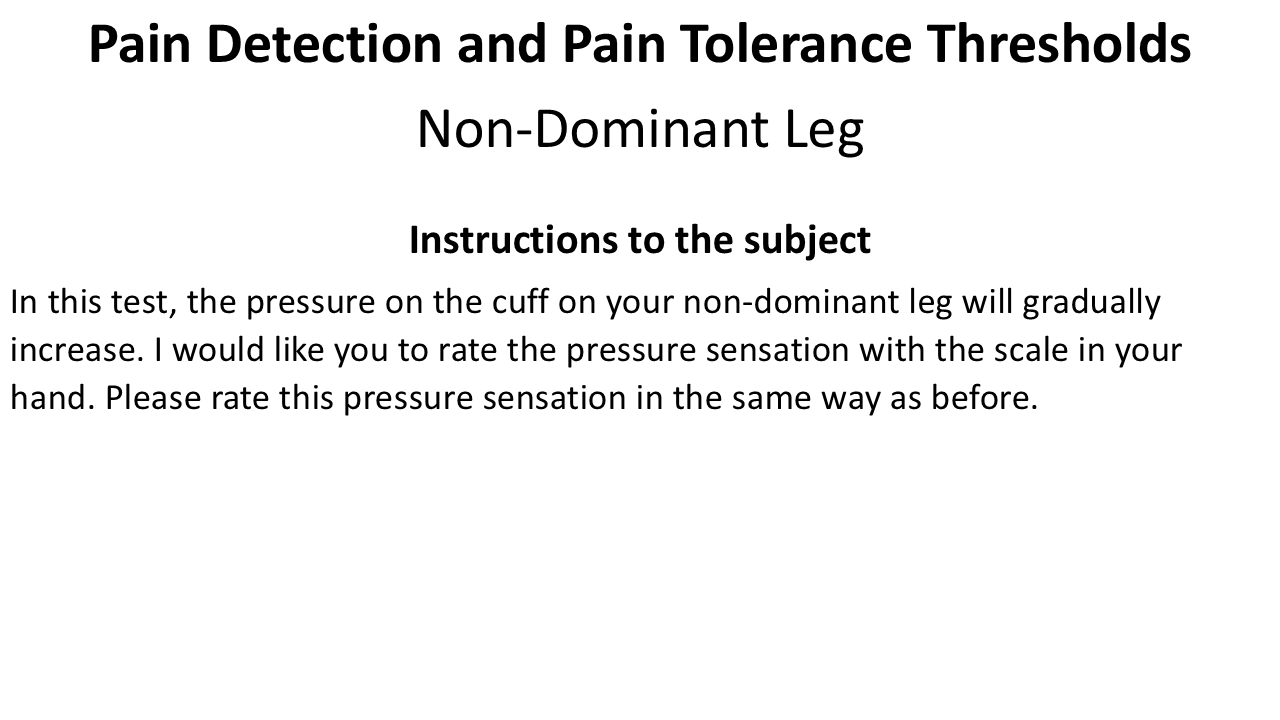 Pain Detection and Pain Tolerance Thresholds
Non-Dominant Leg
Instructions to the subject
In this test, the pressure on the cuff on your non-dominant leg will gradually
increase. I would like you to rate the pressure sensation with the scale in your
hand. Please rate this pressure sensation in the same way as before.